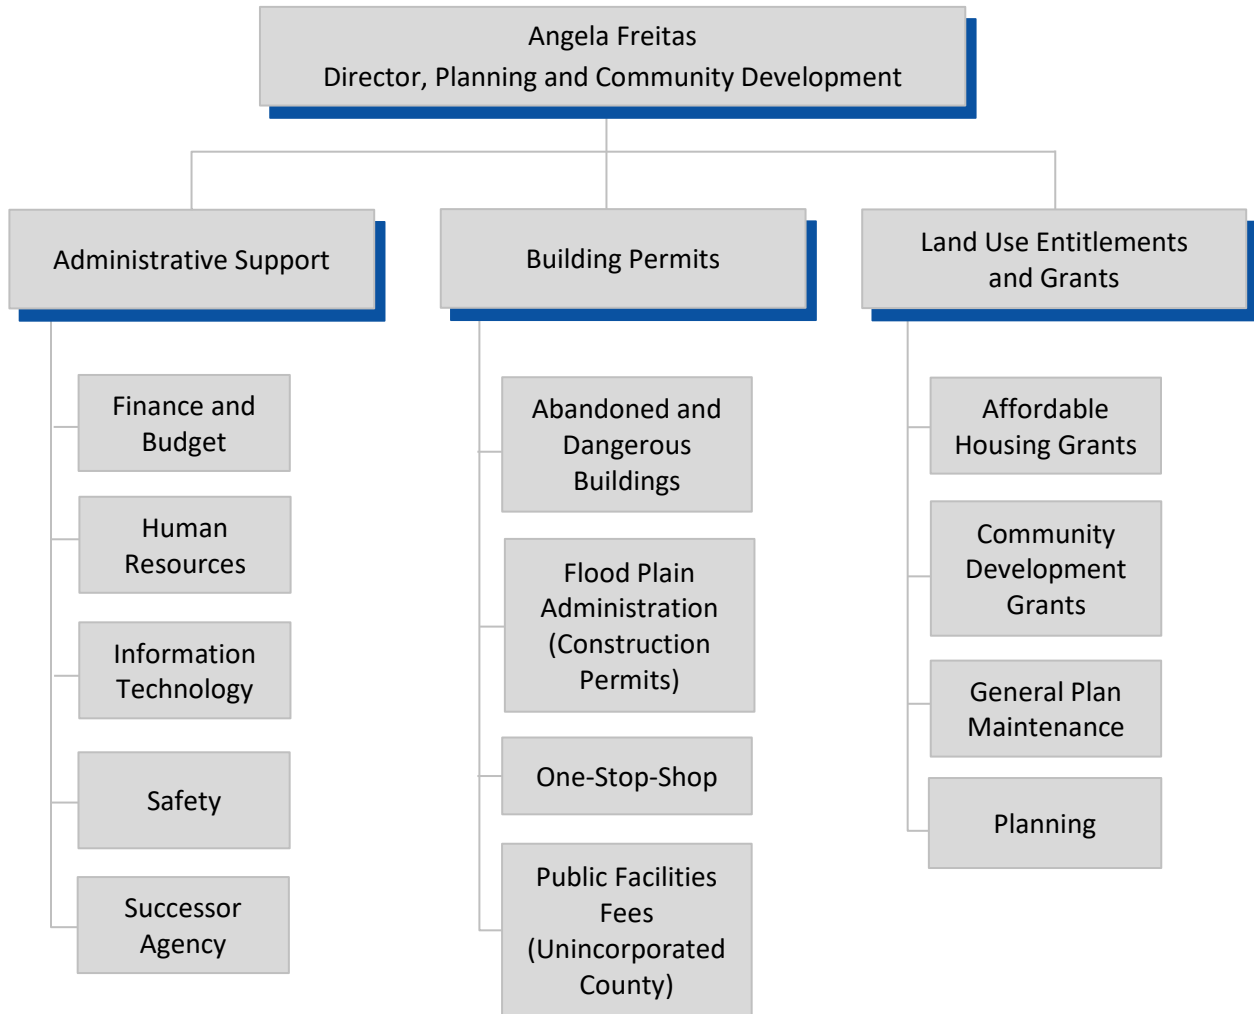 Angela Freitas
Director, Planning and Community Development
Administrative Support
Building Permits
Land Use Entitlements
and Grants
Finance and
Budget
Human
Resources
Information
Technology
Safety
Successor
Agency
Abandoned and
Dangerous
Buildings
Flood Plain
Administration
(Construction
Permits)
One-Stop-Shop
Public Facilities
Fees
(Unincorporated
County)
Affordable
Housing Grants
Community
Development
Grants
General Plan
Maintenance
Planning